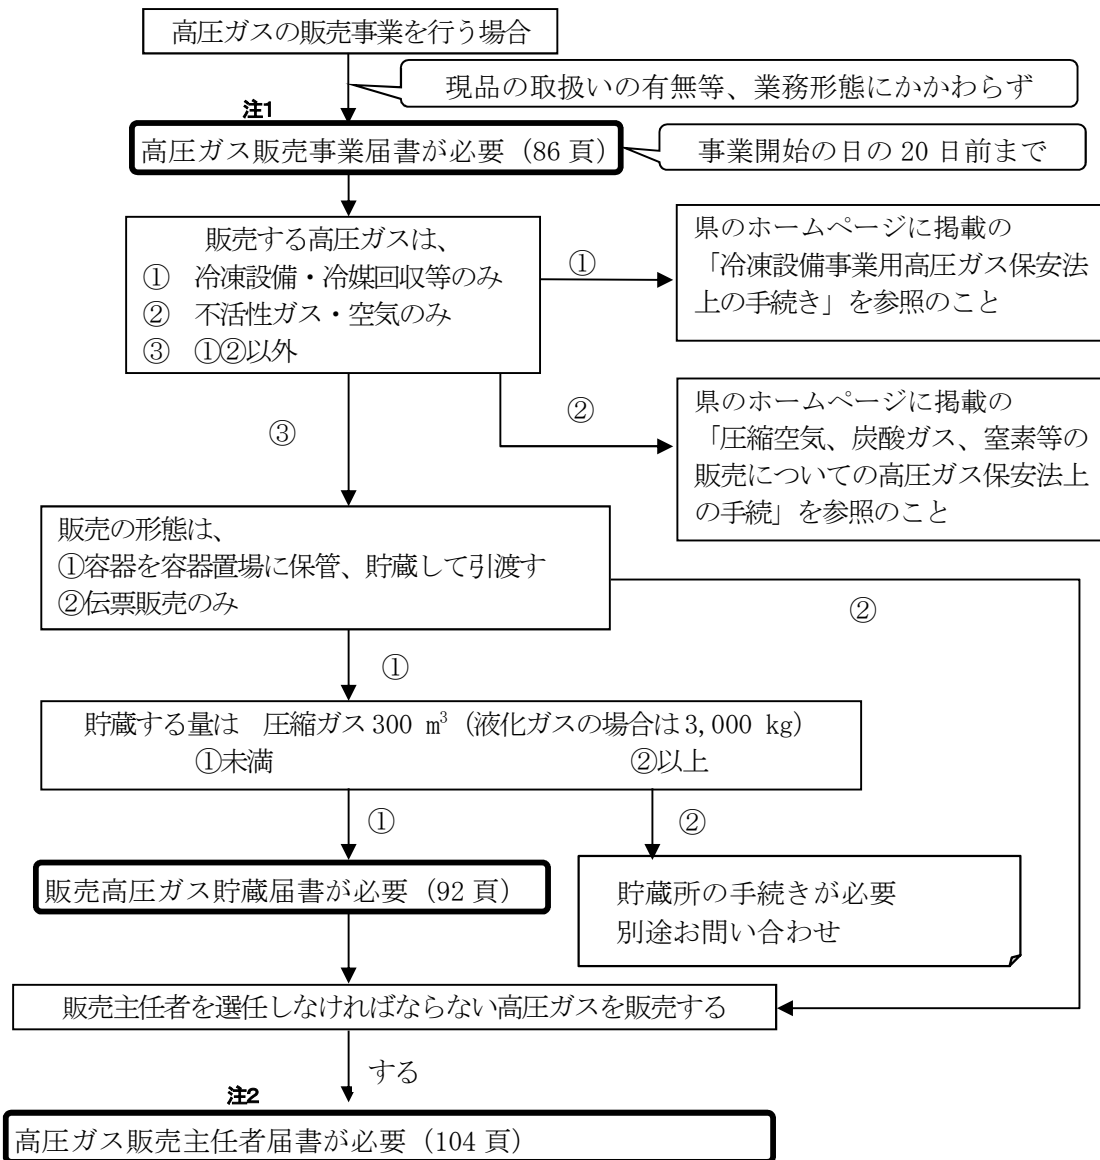 高圧ガスの販売事業を行う場合
現品の取扱いの有無等、業務形態にかかわらず
注1
高圧ガス販売事業届書が必要（86 頁）
事業開始の日の 20 日前まで
販売する高圧ガスは、
① 冷凍設備・冷媒回収等のみ
② 不活性ガス・空気のみ
③ ①②以外
①
県のホームページに掲載の
「冷凍設備事業用高圧ガス保安法
上の手続き」を参照のこと
②
県のホームページに掲載の
「圧縮空気、炭酸ガス、窒素等の
販売についての高圧ガス保安法上
の手続」を参照のこと
③
販売の形態は、
①容器を容器置場に保管、貯蔵して引渡す
②伝票販売のみ
②
①
貯蔵する量は 圧縮ガス 300 m³（液化ガスの場合は 3,000 kg）
①未満 ②以上
①
②
販売高圧ガス貯蔵届書が必要（92 頁）
貯蔵所の手続きが必要
別途お問い合わせ
販売主任者を選任しなければならない高圧ガスを販売する
する
注2
高圧ガス販売主任者届書が必要（104 頁）